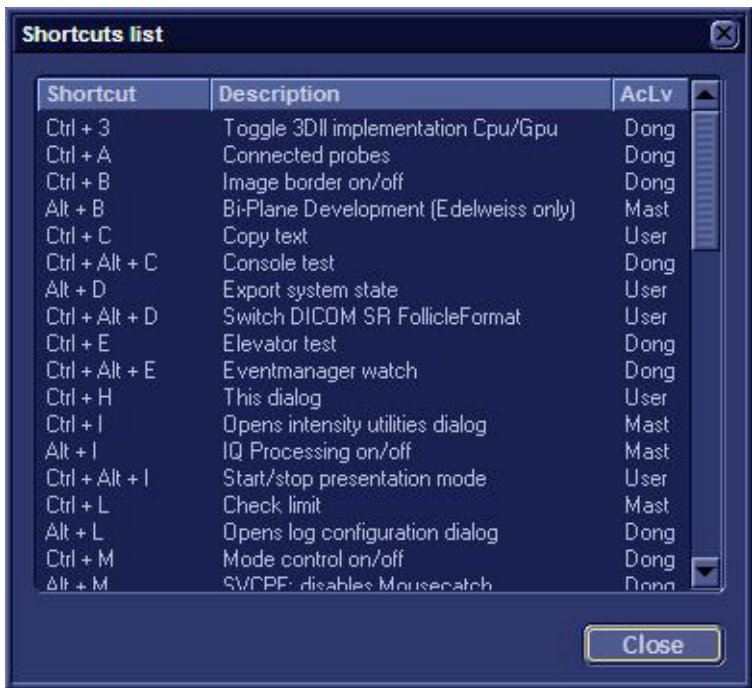 Shortcuts list
Shortcut Description AcLv
Ctrl + 3 Toggle 3Dll implementation Cpu/Gpu Dong
Ctrl + A Connected probes Dong
Ctrl + B Image border on/off Dong
Alt + B Bi-Plane Development (Edelweiss only) Mast
Ctrl + C Copy text User
Ctrl + Alt + C Console test Dong
Alt + D Export system state User
Ctrl + Alt + D Switch DICOM SR FollicleFormat User
Ctrl + E Elevator test Dong
Ctrl + Alt + E Eventmanager watch Dong
Ctrl + H This dialog User
Ctrl + I Opens intensity utilities dialog Mast
Alt + I IQ Processing on/off Mast
Ctrl + Alt + I Start/stop presentation mode User
Ctrl + L Check limit Mast
Alt + L Opens log configuration dialog Dong
Ctrl + M Mode control on/off Dong
Alt + M SVCPF: disables Mousecatch Dong
Close